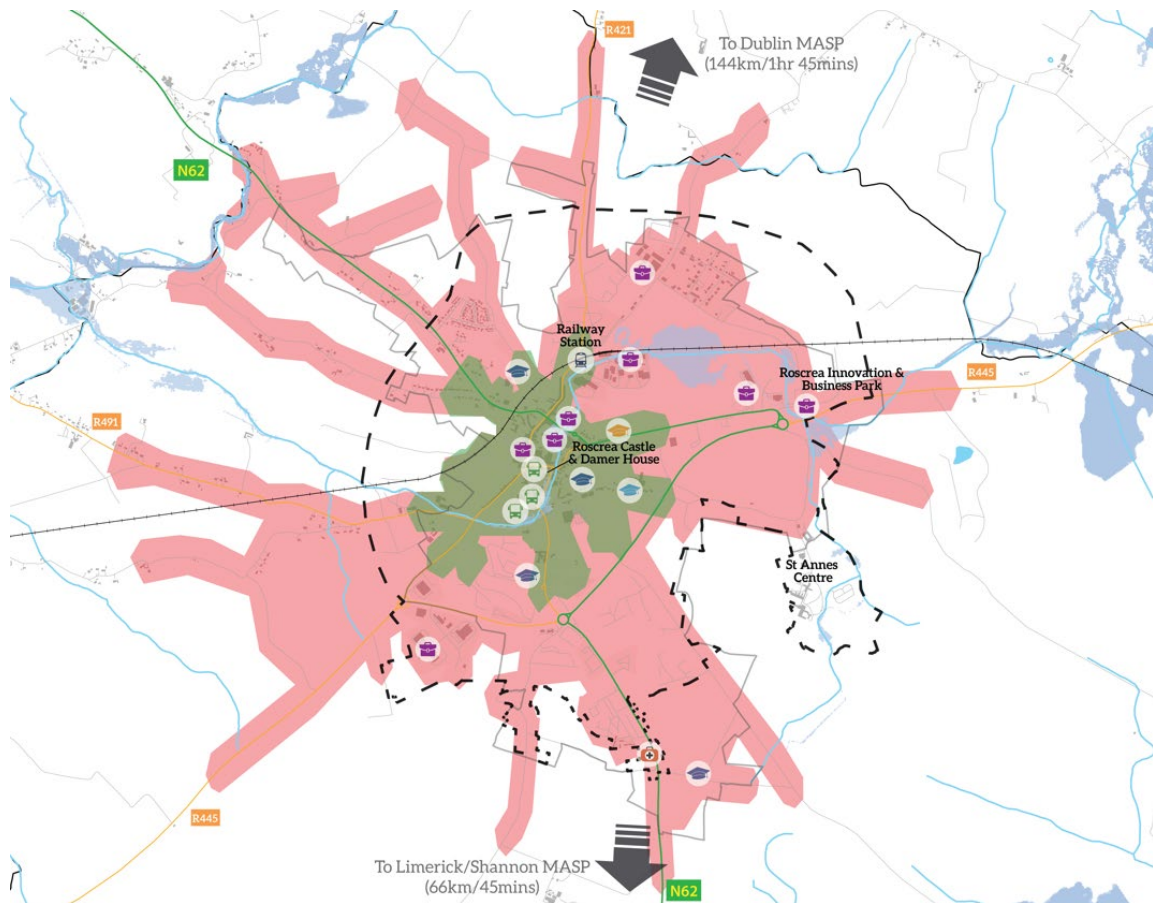 R421
To Dublin MASP
(144km/1hr 45mins)
N62
Railway
Station
Roscrea Innovation &
Business Park
R445
R491
Roscrea Castle
& Damer House
St Annes
Centre
R445
To Limerick/Shannon MASP
(66km/45mins)
N62